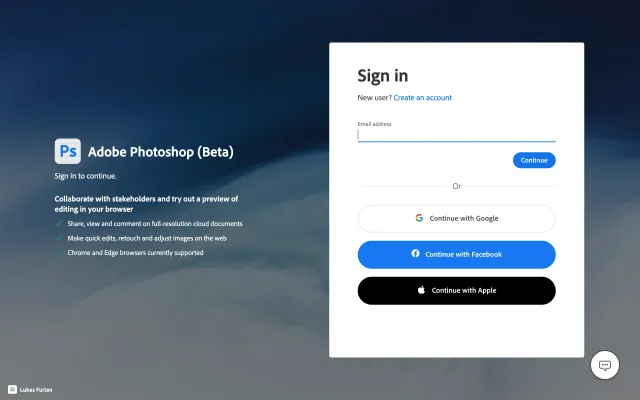 Ps
Adobe Photoshop (Beta)
Sign in to continue.
Collaborate with stakeholders and try out a preview of
editing in your browser
Share, view and comment on full-resolution cloud documents
Make quick edits, retouch and adjust images on the web
Chrome and Edge browsers currently supported
St Lukas Furlan
Sign in
New user? Create an account
Email address
Continue
Or
Continue with Google
Continue with Facebook
Continue with Apple